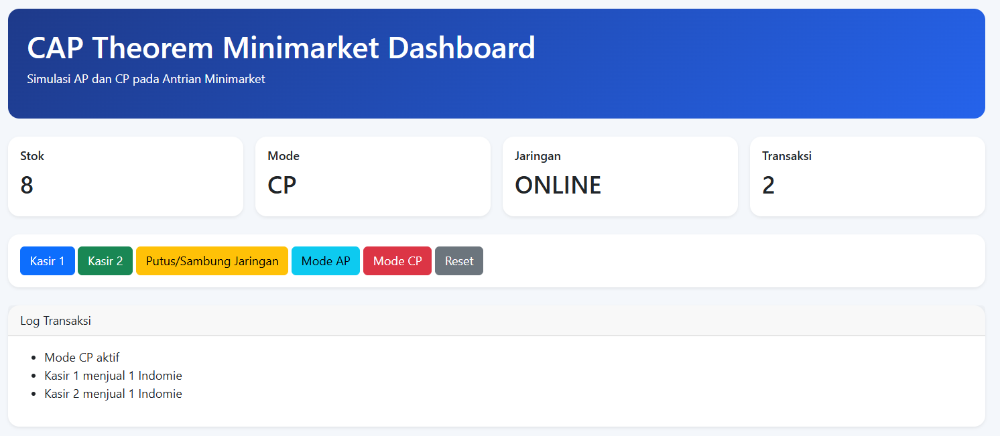 CAP Theorem Minimarket Dashboard
Simulasi AP dan CP pada Antrian Minimarket
Stok
8
Mode
CP
Jaringan
ONLINE
Transaksi
2
Kasir 1 Kasir 2 Putus/Sambung Jaringan Mode AP Mode CP Reset
Log Transaksi
• Mode CP aktif
• Kasir 1 menjual 1 Indomie
• Kasir 2 menjual 1 Indomie